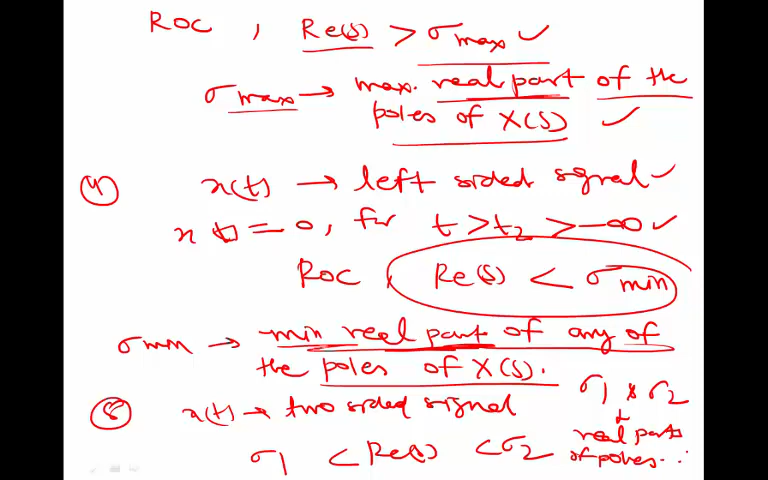 ROC , Re(s) > σmax ✓
σmax → max. real part of the
poles of X(s) ✓
④ x(t) → left sided signal ✓
x(t) = 0, for t > t2 > -∞ ✓
ROC , Re(s) < σmin
σmin → min real part of any of
the poles of X(s).
⑤ x(t) → two sided signal
σ1 < Re(s) < σ2
σ1 & σ2
↓
real parts
of poles..